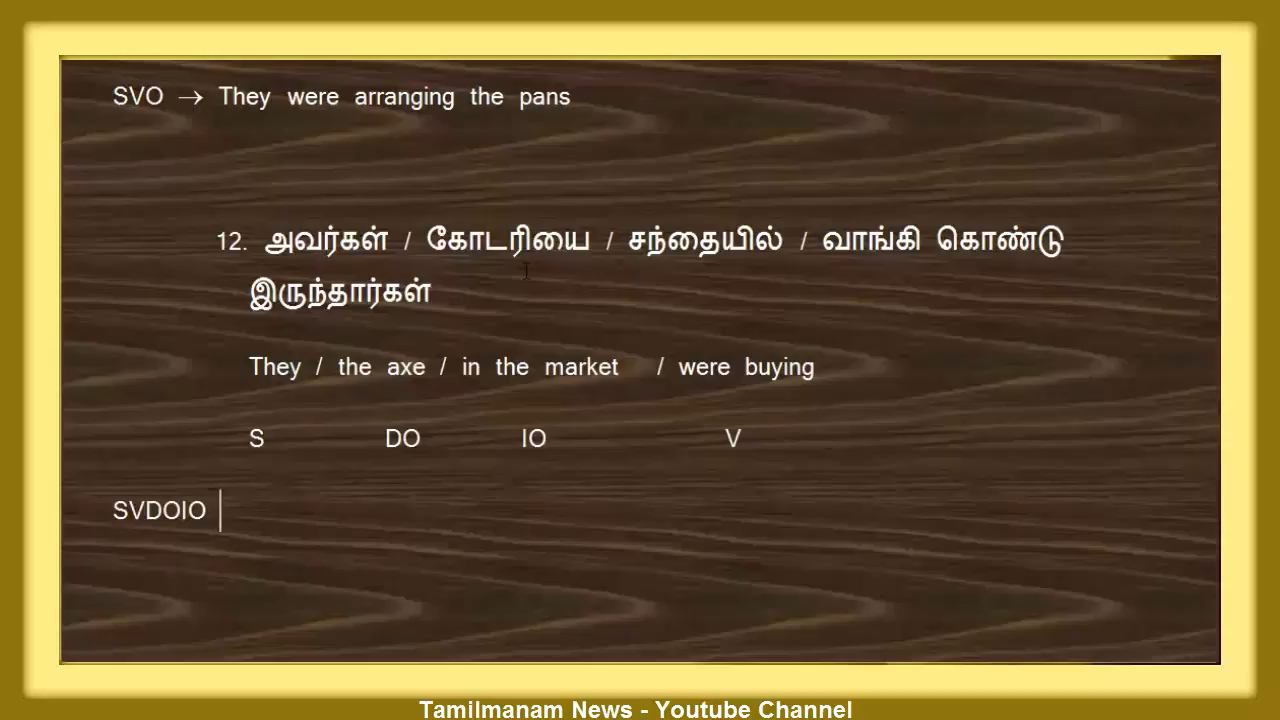 SVO → They were arranging the pans
12. அவர்கள் / கோடரியை / சந்தையில் / வாங்கி கொண்டு
இருந்தார்கள்
They / the axe / in the market / were buying
S DO IO V
SVDOIO
Tamilmanam News - Youtube Channel